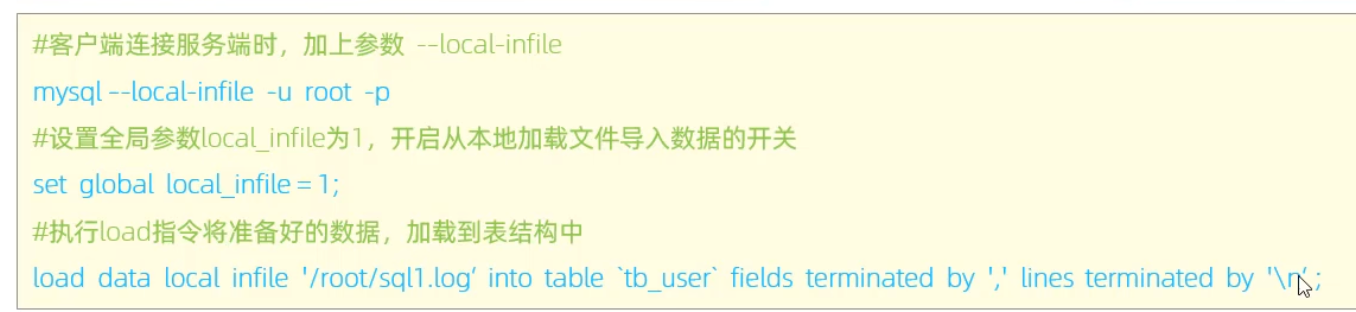 #客户端连接服务端时，加上参数 --local-infile
mysql --local-infile -u root -p
#设置全局参数local_infile为1，开启从本地加载文件导入数据的开关
set global local_infile = 1;
#执行load指令将准备好的数据，加载到表结构中
load data local infile '/root/sql1.log’ into table `tb_user` fields terminated by ',' lines terminated by '\n’ ;